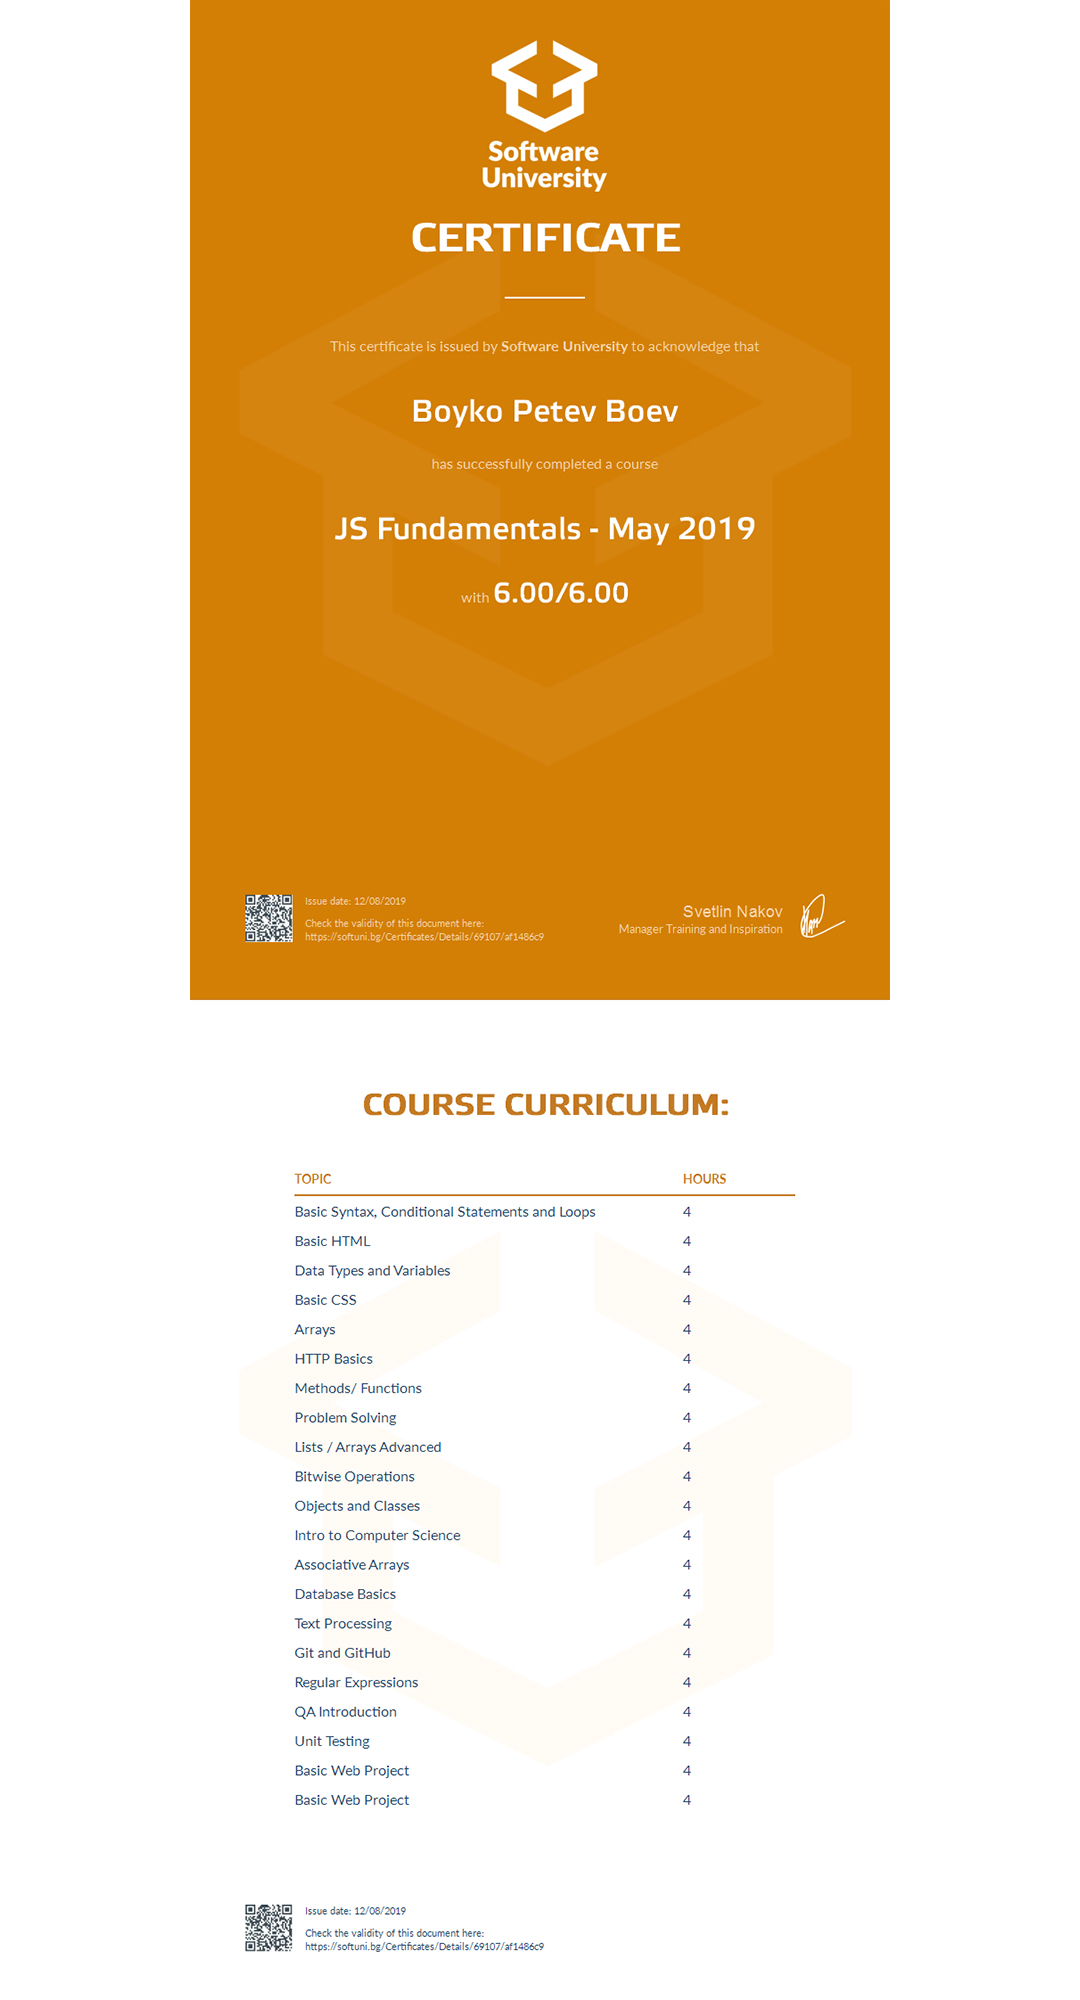 Software
University
CERTIFICATE
This certificate is issued by Software University to acknowledge that
Boyko Petev Boev
has successfully completed a course
JS Fundamentals - May 2019
with 6.00/6.00
Issue date: 12/08/2019
Check the validity of this document here:
https://softuni.bg/Certificates/Details/69107/af1486c9
Svetlin Nakov
Manager Training and Inspiration
COURSE CURRICULUM:
TOPIC HOURS
Basic Syntax, Conditional Statements and Loops 4
Basic HTML 4
Data Types and Variables 4
Basic CSS 4
Arrays 4
HTTP Basics 4
Methods/ Functions 4
Problem Solving 4
Lists / Arrays Advanced 4
Bitwise Operations 4
Objects and Classes 4
Intro to Computer Science 4
Associative Arrays 4
Database Basics 4
Text Processing 4
Git and GitHub 4
Regular Expressions 4
QA Introduction 4
Unit Testing 4
Basic Web Project 4
Basic Web Project 4
Issue date: 12/08/2019
Check the validity of this document here:
https://softuni.bg/Certificates/Details/69107/af1486c9